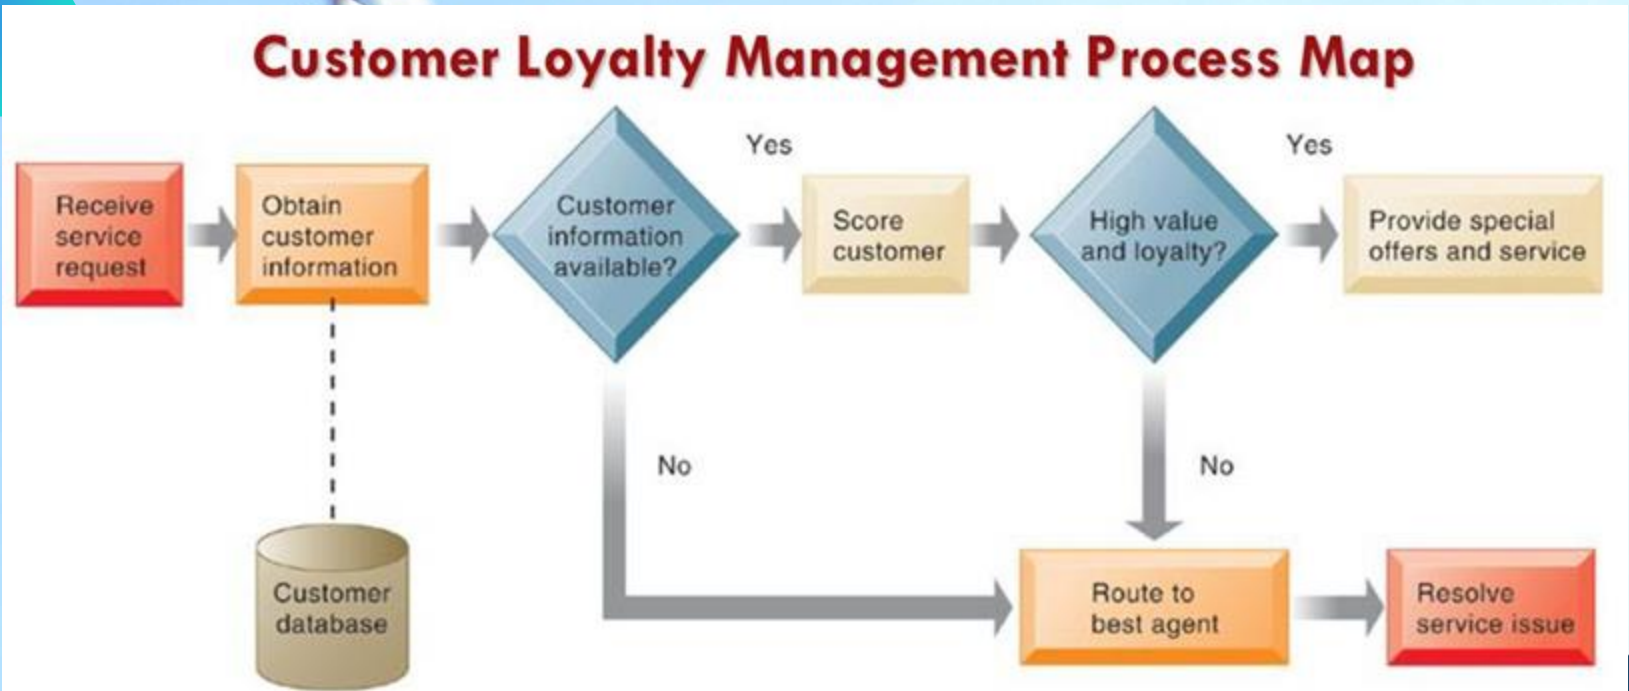 Customer Loyalty Management Process Map
Receive
service
request
Obtain
customer
information
Customer
information
available?
Yes
Score
customer
High value
and loyalty?
Yes
Provide special
offers and service
No
No
Customer
database
Route to
best agent
Resolve
service issue